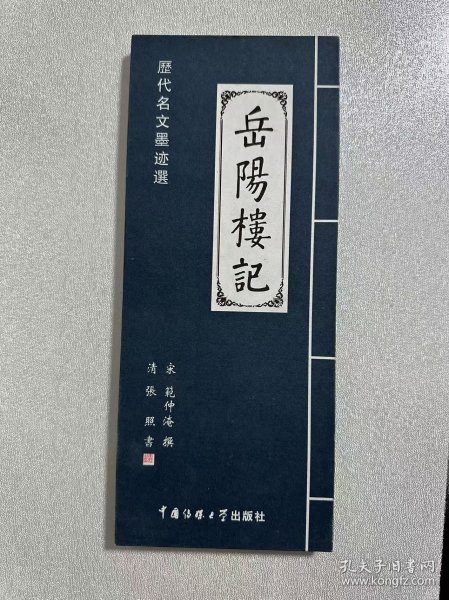 歷代名文墨迹選
岳陽樓記
宋 範仲淹 撰
清 張照 書
中国传媒大学出版社
孔夫子旧书网
www.kongfz.com